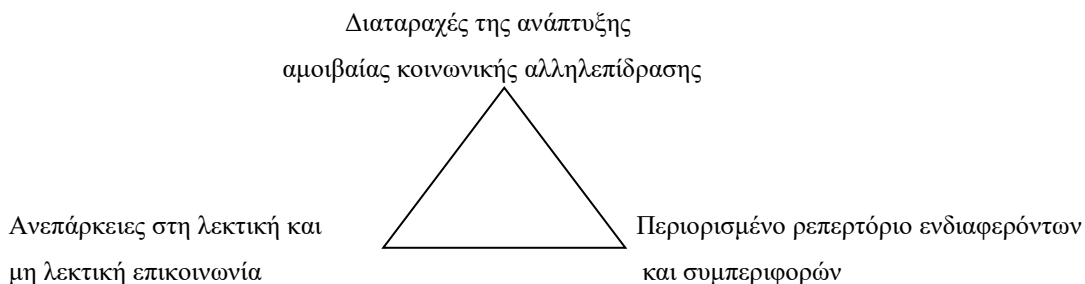 Διαταραχές της ανάπτυξης
αμοιβαίας κοινωνικής αλληλεπίδρασης
Ανεπάρκειες στη λεκτική και
μη λεκτική επικοινωνία
Περιορισμένο ρεπερτόριο ενδιαφερόντων
και συμπεριφορών